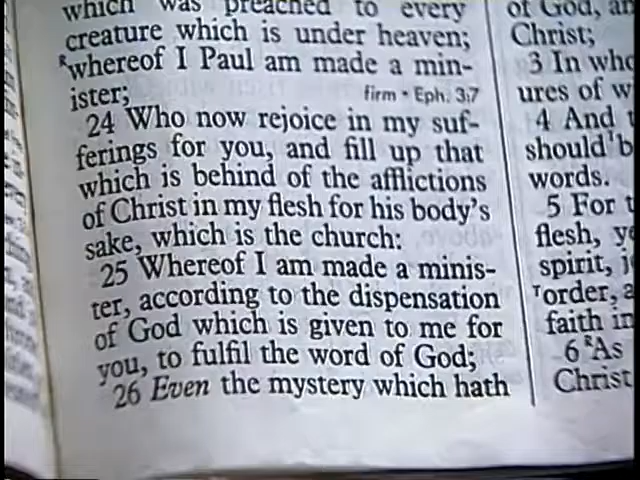 which was preached to every
creature which is under heaven;
R whereof I Paul am made a min-
ister; firm • Eph. 3:7
24 Who now rejoice in my suf-
ferings for you, and fill up that
which is behind of the afflictions
of Christ in my flesh for his body's
sake, which is the church:
25 Whereof I am made a minis-
ter, according to the dispensation
of God which is given to me for
you, to fulfil the word of God;
26 Even the mystery which hath
of God, an
Christ;
3 In who
ures of w
4 And t
should b
words.
5 For t
flesh, ye
spirit, j
T order, a
faith in
6 R As
Christ